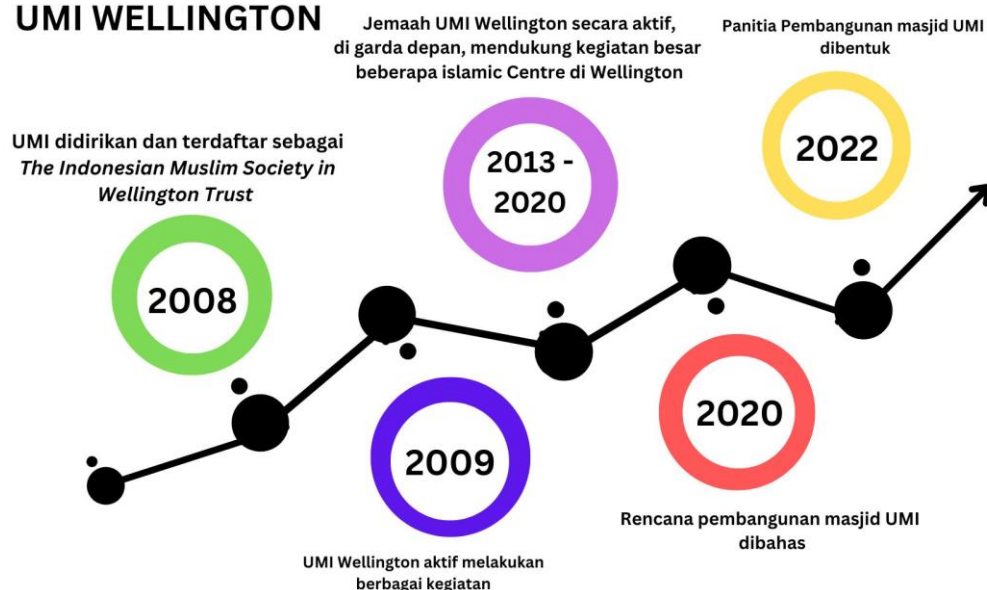 UMI WELLINGTON
UMI didirikan dan terdaftar sebagai
The Indonesian Muslim Society in
Wellington Trust
2008
UMI Wellington aktif melakukan
berbagai kegiatan
2009
Jemaah UMI Wellington secara aktif,
di garda depan, mendukung kegiatan besar
beberapa islamic Centre di Wellington
2013 -
2020
2020
Rencana pembangunan masjid UMI
dibahas
Panitia Pembangunan masjid UMI
dibentuk
2022